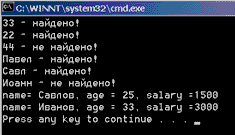 C:\WINNT\system32\cmd.exe
33 - найдено!
22 - найдено!
44 - не найдено!
Павел - найдено!
Савл - найдено!
Иоанн - не найдено!
name= Савлов, age = 25, salary =1500
name= Иванов, age = 33, salary =3000
Press any key to continue . . .